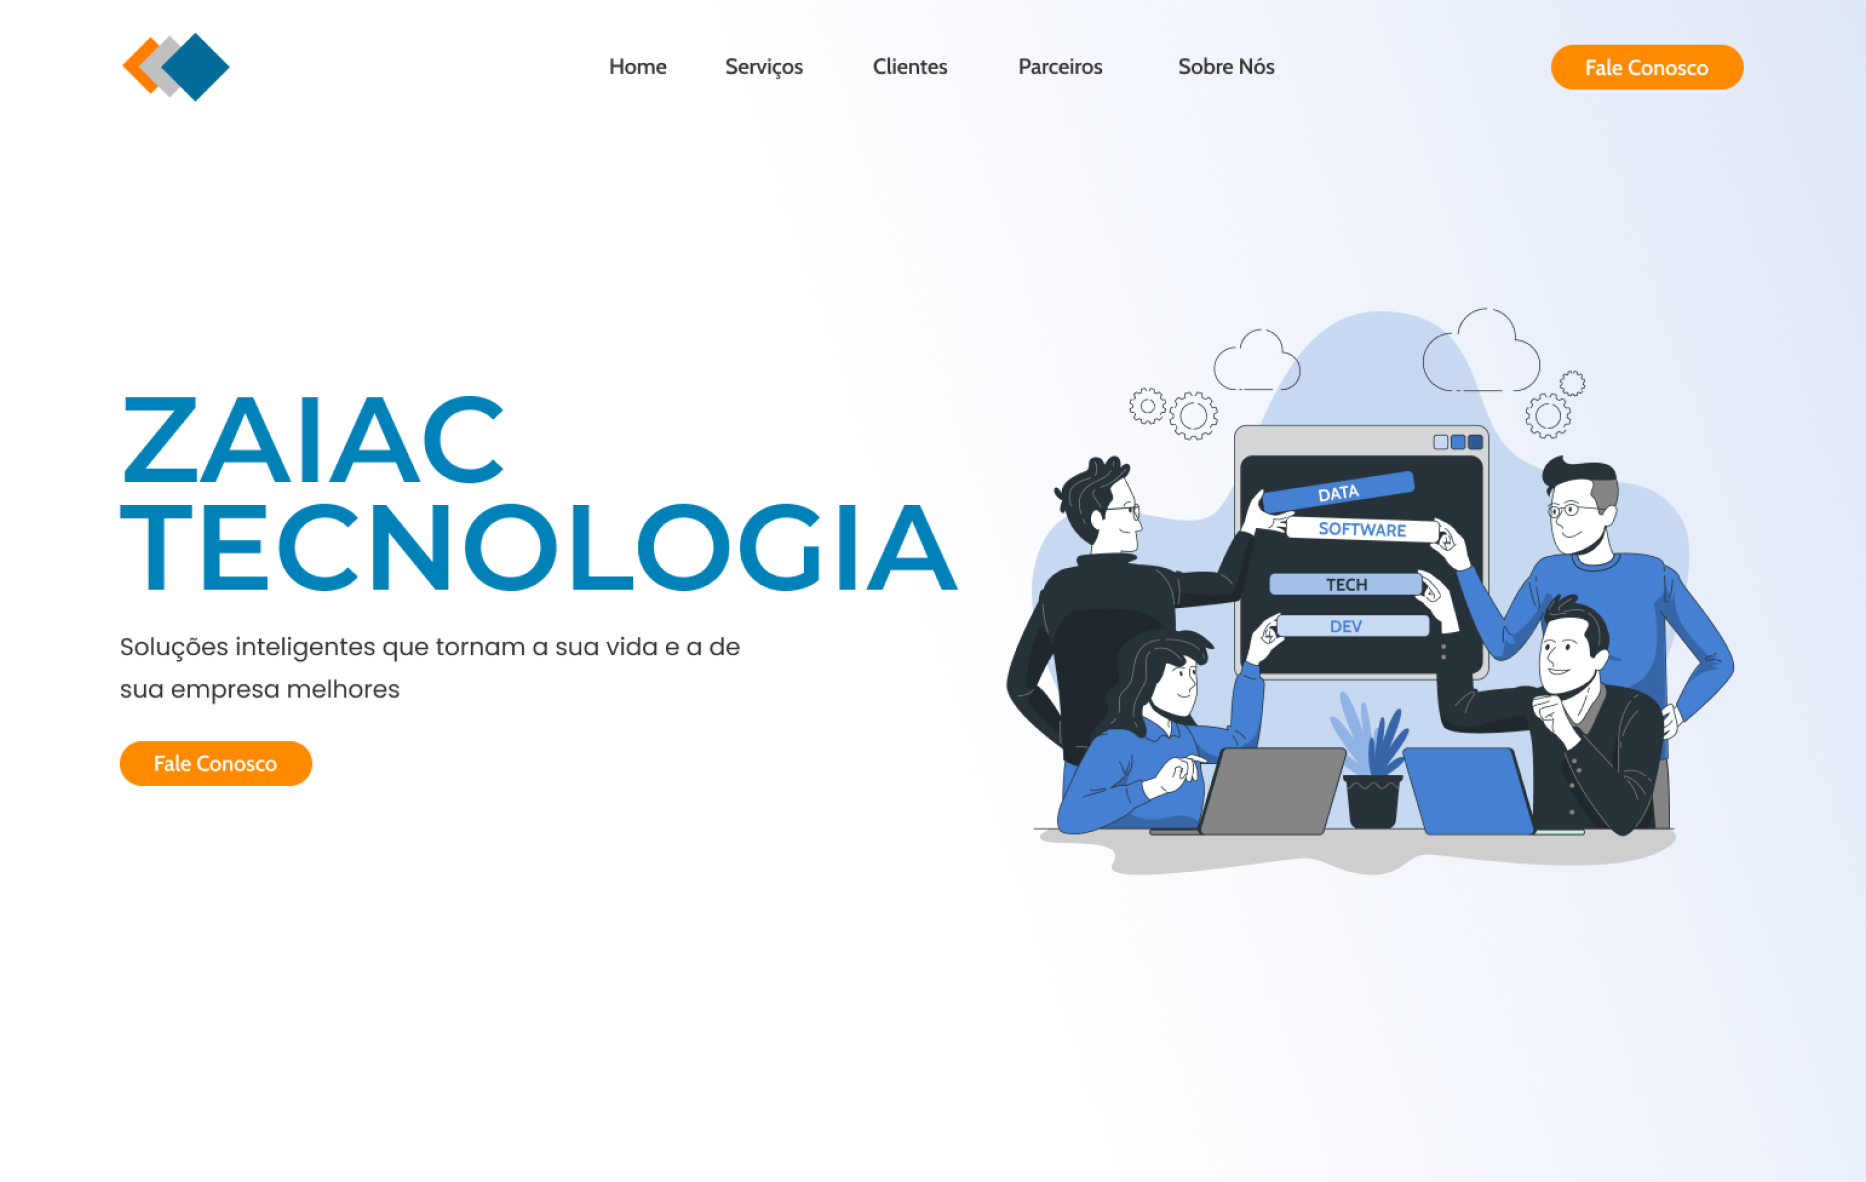 Home Serviços Clientes Parceiros Sobre Nós Fale Conosco
ZAIAC
TECNOLOGIA
Soluções inteligentes que tornam a sua vida e a de
sua empresa melhores
Fale Conosco
DATA
SOFTWARE
TECH
DEV